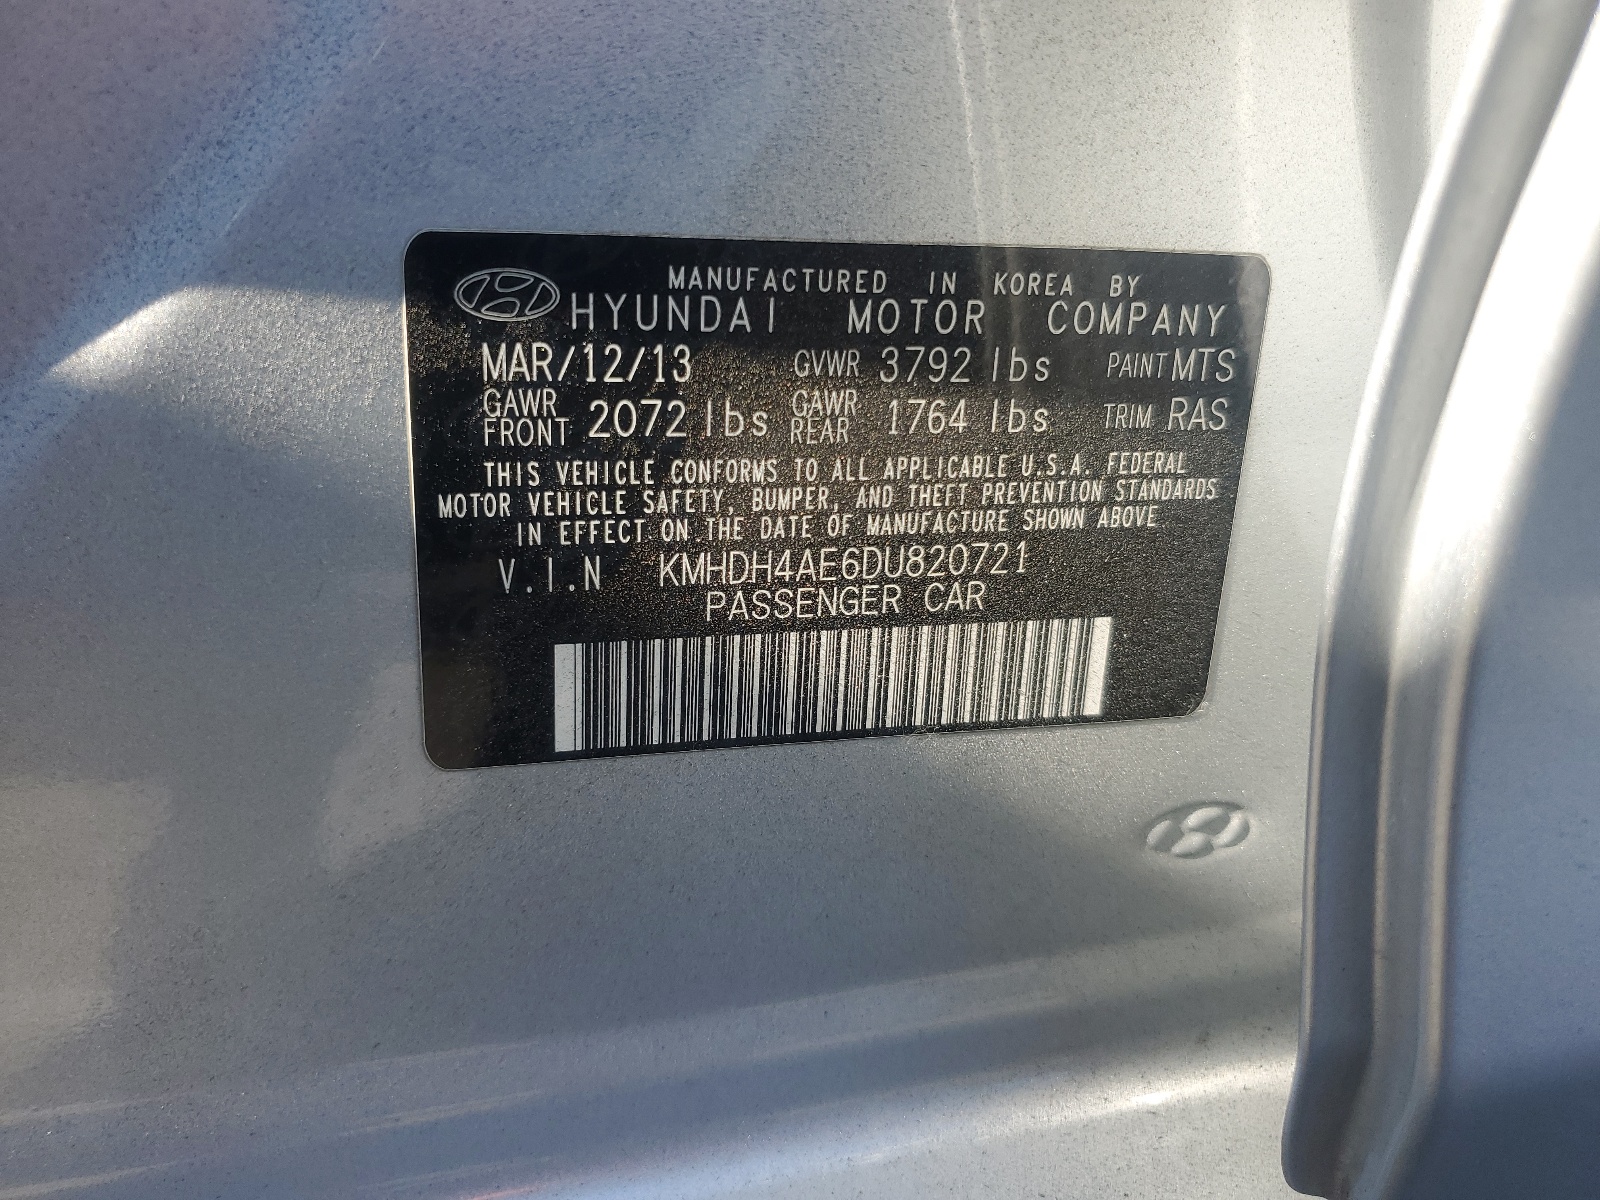 MANUFACTURED IN KOREA BY
HYUNDAI MOTOR COMPANY
MAR/12/13 GVWR 3792 lbs PAINT MTS
GAWR FRONT 2072 lbs GAWR REAR 1764 lbs TRIM RAS
THIS VEHICLE CONFORMS TO ALL APPLICABLE U.S.A. FEDERAL
MOTOR VEHICLE SAFETY, BUMPER, AND THEFT PREVENTION STANDARDS
IN EFFECT ON THE DATE OF MANUFACTURE SHOWN ABOVE.
V.I.N KMHDH4AE6DU820721
PASSENGER CAR